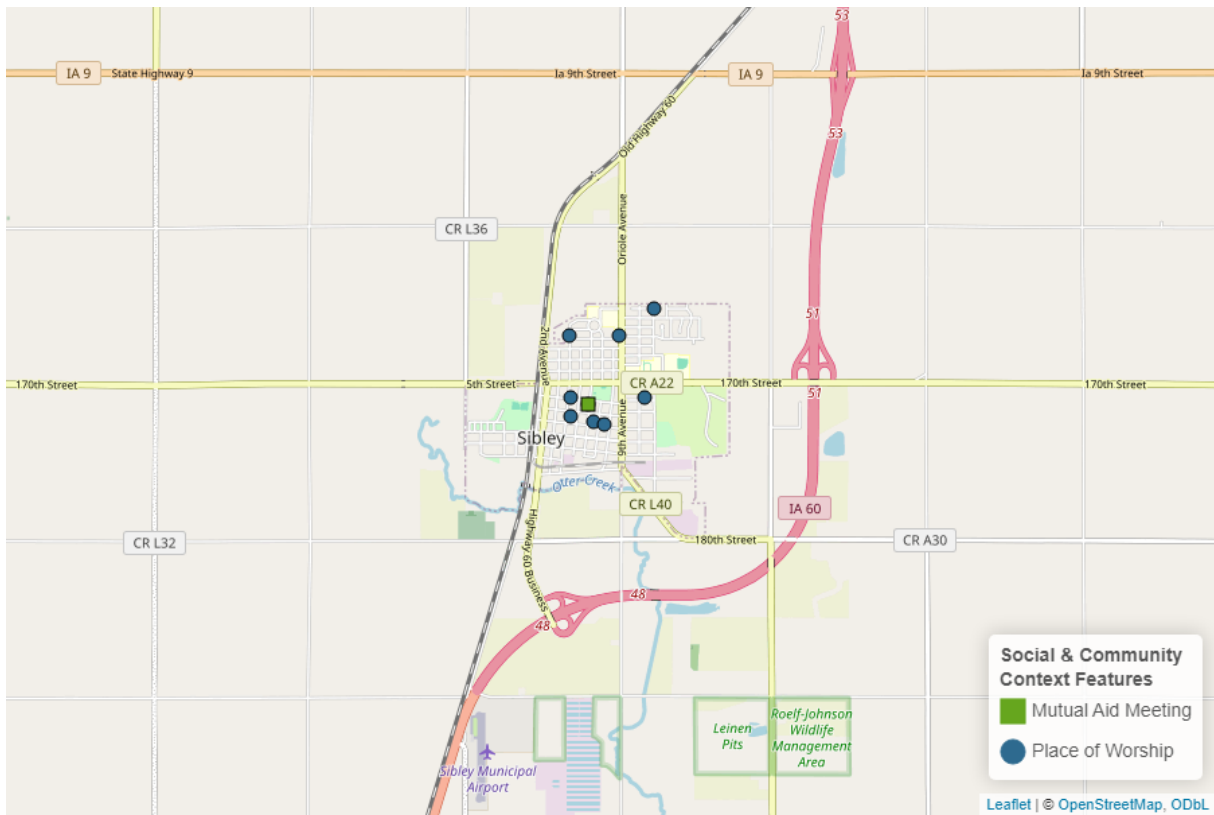 53
IA 9
State Highway 9
Ia 9th Street
IA 9
Ia 9th Street
Old Highway 60
53
CR L36
Oriole Avenue
51
2nd Avenue
170th Street
5th Street
CR A22
170th Street
170th Street
51
9th Avenue
Sibley
Otter Creek
CR L40
IA 60
Highway 60 Business
CR L32
180th Street
CR A30
48
48
Social & Community
Context Features
Mutual Aid Meeting
Place of Worship
Leinen
Pits
Roelf-Johnson
Wildlife
Management
Area
Sibley Municipal
Airport
Leaflet | © OpenStreetMap, ODbL